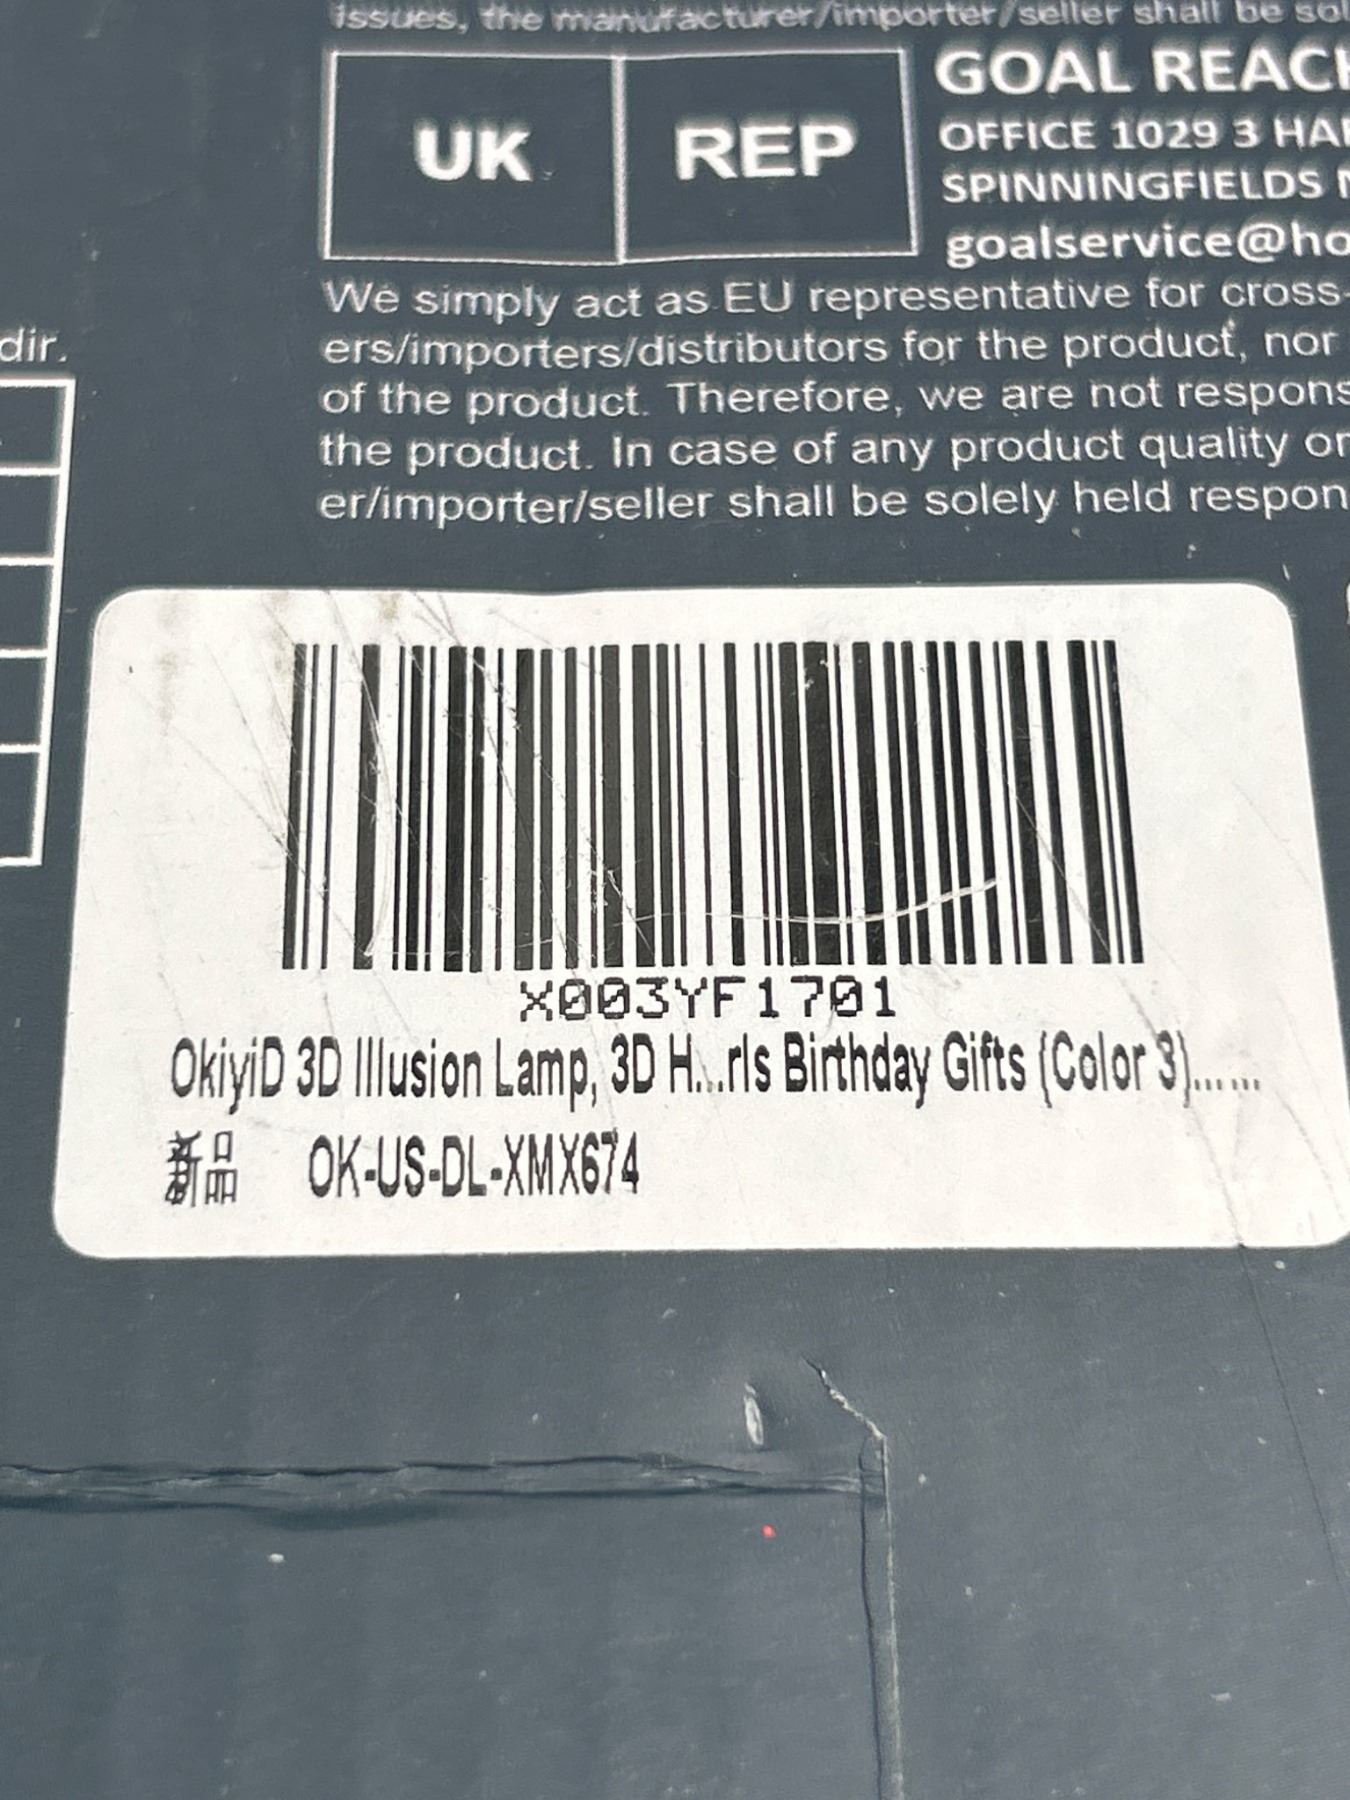 issues, the manufacturer/importer/seller shall be sol
UK
REP
GOAL REACH
OFFICE 1029 3 HAR
SPINNINGFIELDS M
goalservice@ho
We simply act as EU representative for cross-
ers/importers/distributors for the product, nor
of the product. Therefore, we are not respons
the product. In case of any product quality or
er/importer/seller shall be solely held respon
dir.
X003YF1701
OkiyiD 3D Illusion Lamp, 3D H...rls Birthday Gifts (Color 3)......
新品 OK-US-DL-XMX674